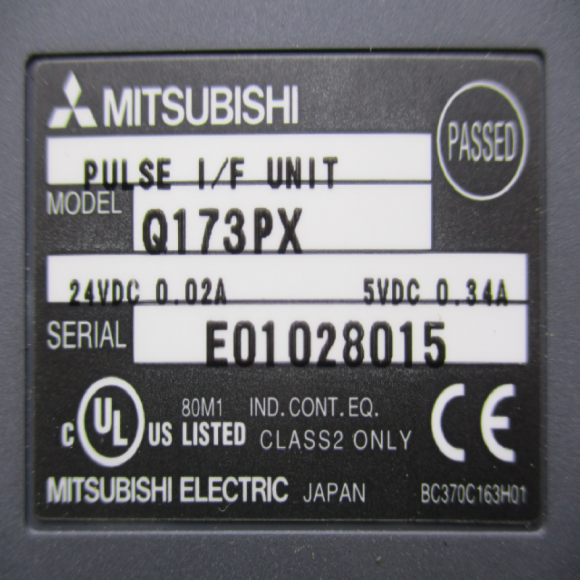 MITSUBISHI
PASSED
PULSE I/F UNIT
MODEL Q173PX
24VDC 0.02A 5VDC 0.34A
SERIAL E01028015
C UL US LISTED 80M1 IND. CONT. EQ.
CLASS2 ONLY
CE
MITSUBISHI ELECTRIC JAPAN BC370C163H01